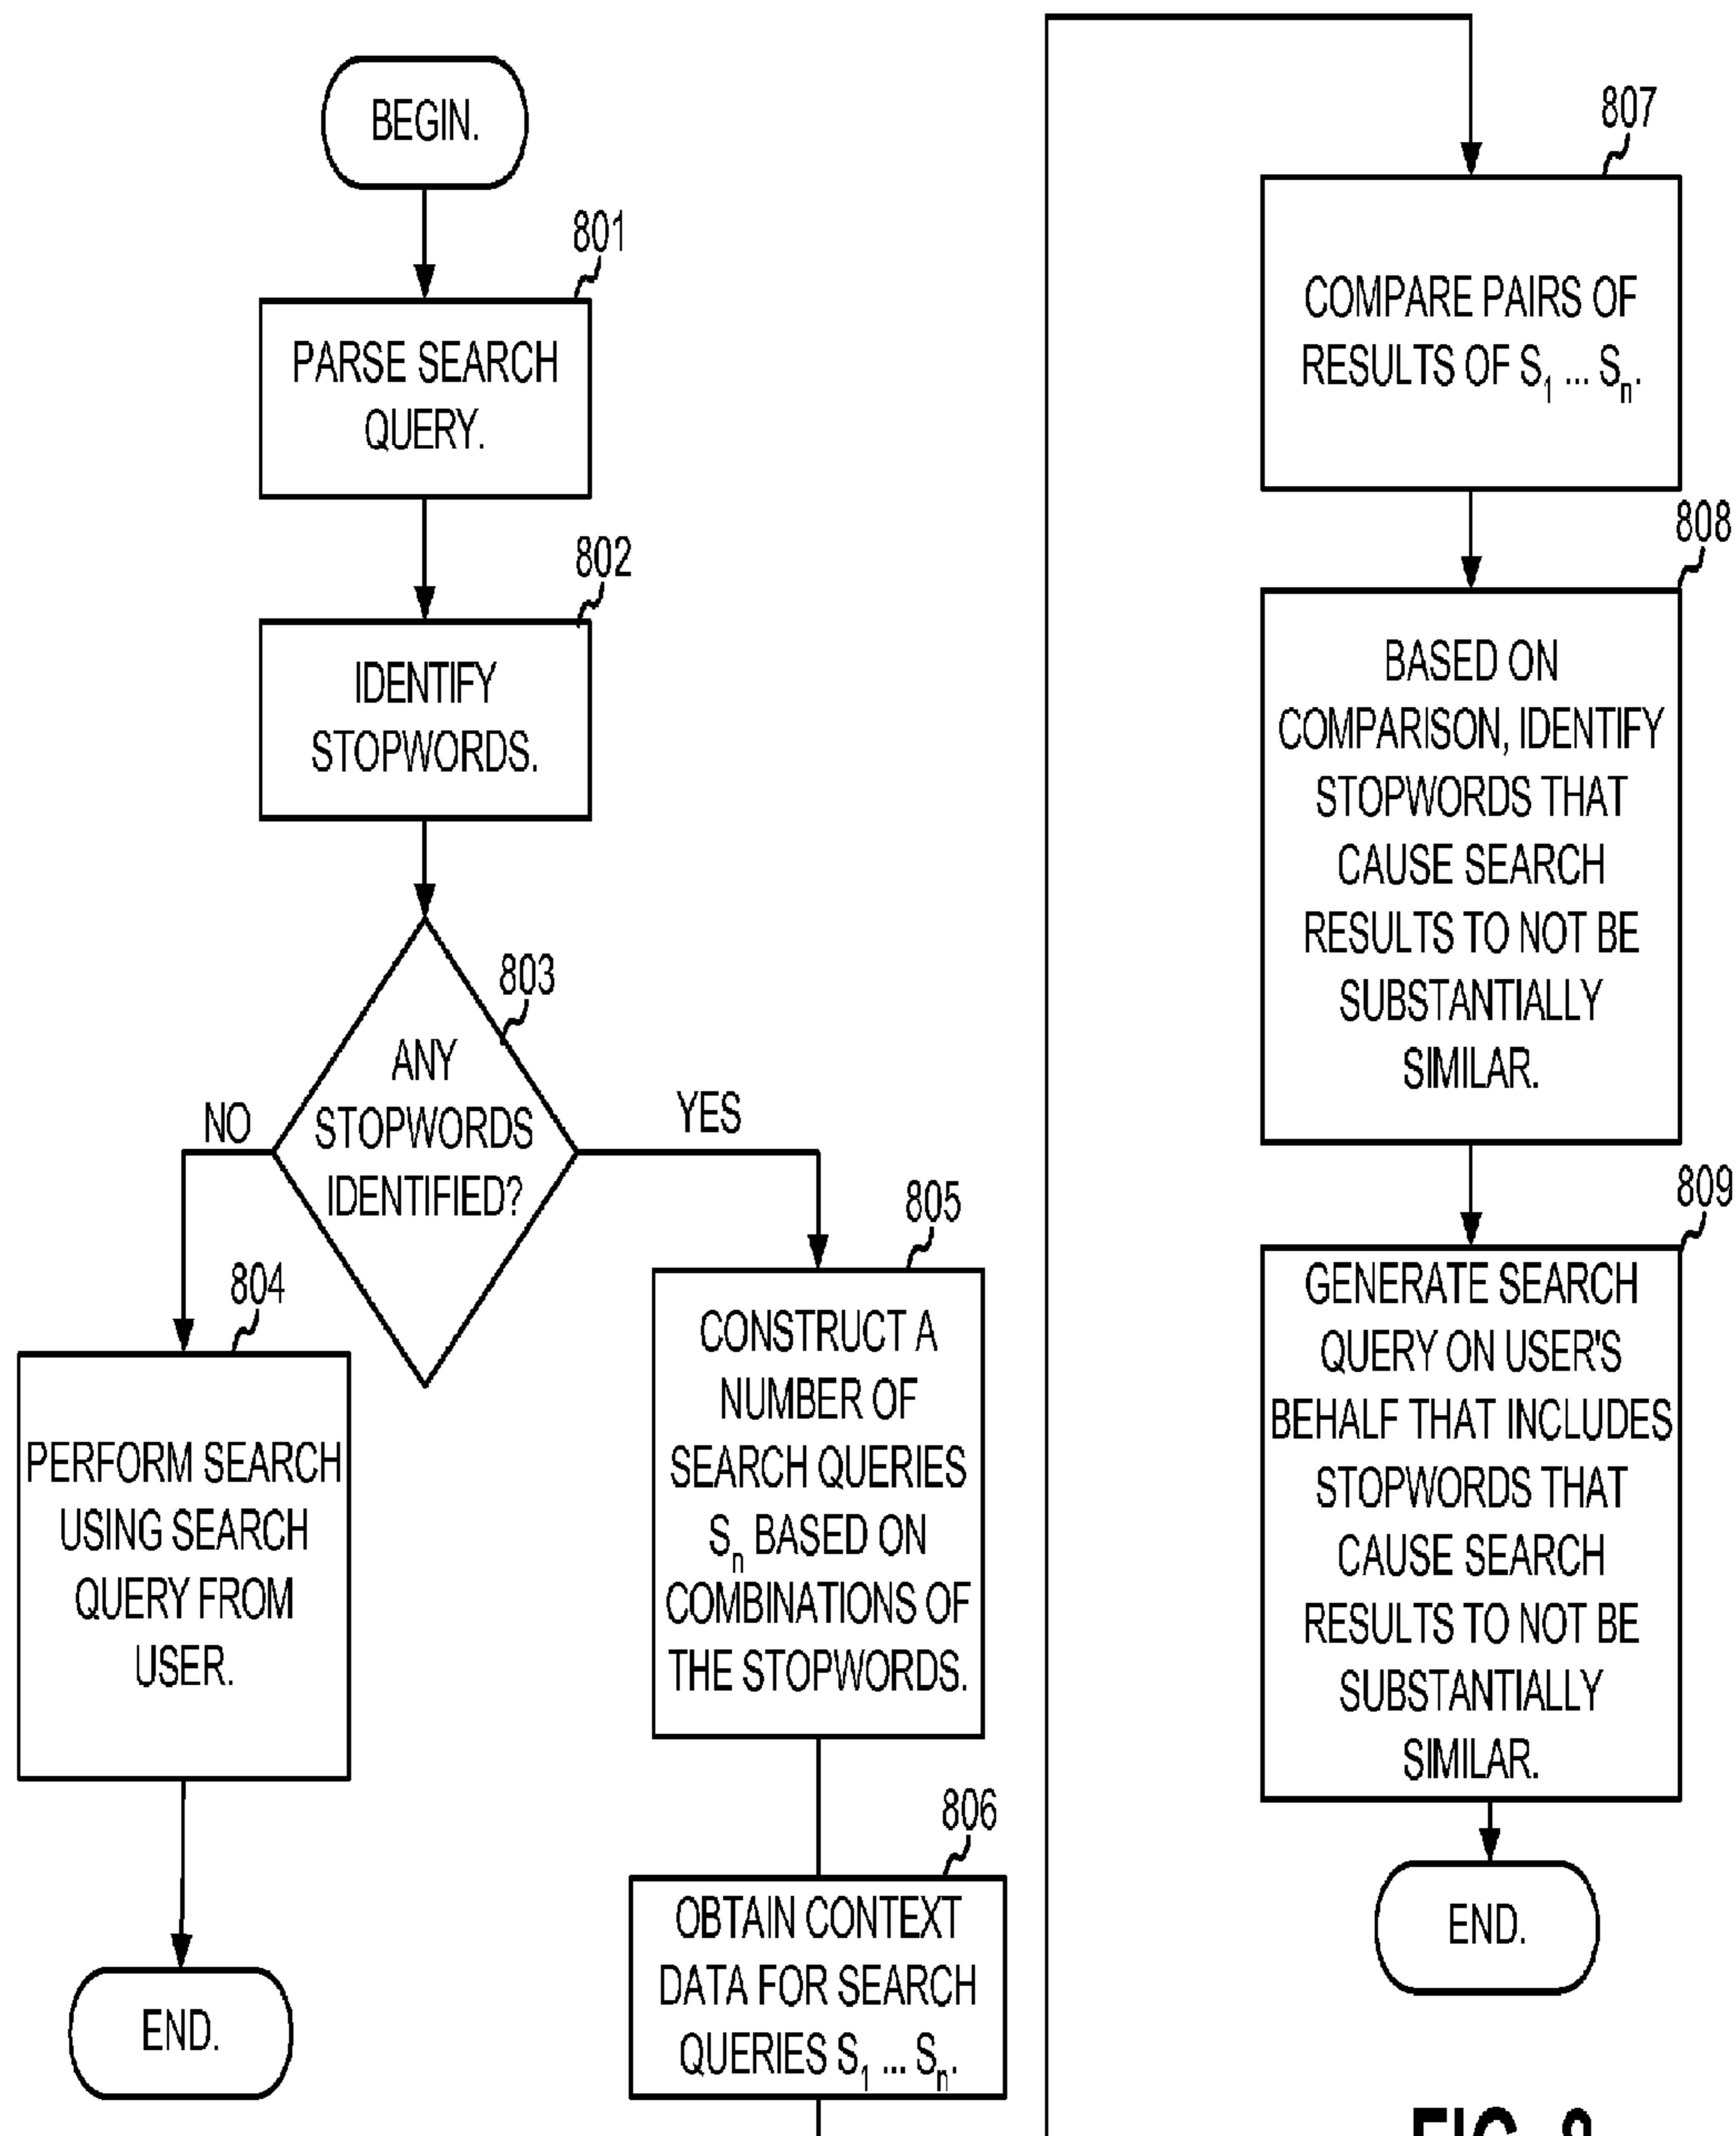 BEGIN.
801
PARSE SEARCH
QUERY.
802
IDENTIFY
STOPWORDS.
803
ANY
STOPWORDS
IDENTIFIED?
NO
YES
804
PERFORM SEARCH
USING SEARCH
QUERY FROM
USER.
END.
805
CONSTRUCT A
NUMBER OF
SEARCH QUERIES
Sn BASED ON
COMBINATIONS OF
THE STOPWORDS.
806
OBTAIN CONTEXT
DATA FOR SEARCH
QUERIES S1 ... Sn.
807
COMPARE PAIRS OF
RESULTS OF S1 ... Sn.
808
BASED ON
COMPARISON, IDENTIFY
STOPWORDS THAT
CAUSE SEARCH
RESULTS TO NOT BE
SUBSTANTIALLY
SIMILAR.
809
GENERATE SEARCH
QUERY ON USER'S
BEHALF THAT INCLUDES
STOPWORDS THAT
CAUSE SEARCH
RESULTS TO NOT BE
SUBSTANTIALLY
SIMILAR.
END.
FIG. 8